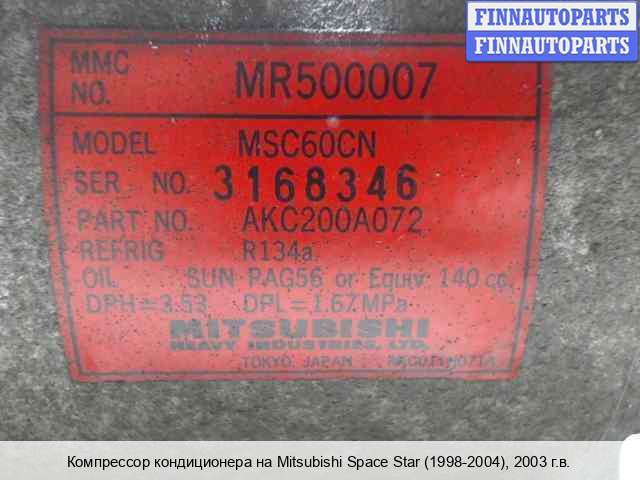 FINNAUTOPARTS
FINNAUTOPARTS
MMC NO. MR500007
MODEL MSC60CN
SER NO. 3168346
PART NO. AKC200A072
REFRIG R134a
OIL SUN PAG56 or Equiv 140 cc.
DPH=3.53 DPL=1.67MPa
MITSUBISHI
HEAVY INDUSTRIES, LTD.
TOKYO JAPAN
Компрессор кондиционера на Mitsubishi Space Star (1998-2004), 2003 г.в.